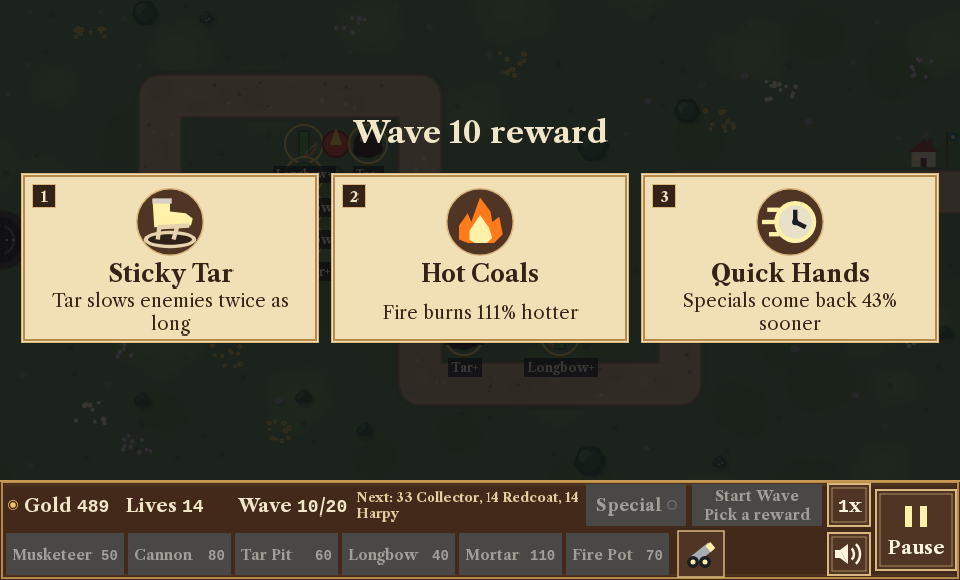 Wave 10 reward
1
Sticky Tar
Tar slows enemies twice as
long
2
Hot Coals
Fire burns 111% hotter
3
Quick Hands
Specials come back 43%
sooner
Tar+
Longbow+
Gold 489
Lives 14
Wave 10/20
Next: 33 Collector, 14 Redcoat, 14
Harpy
Special
Start Wave
Pick a reward
1x
Pause
Musketeer 50
Cannon 80
Tar Pit 60
Longbow 40
Mortar 110
Fire Pot 70